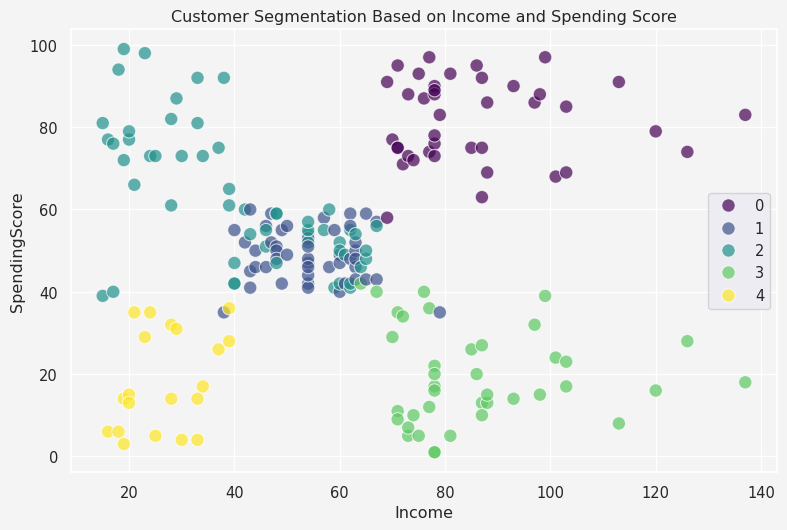 Customer Segmentation Based on Income and Spending Score
100
80
60
40
20
0
SpendingScore
0
1
2
3
4
20 40 60 80 100 120 140
Income